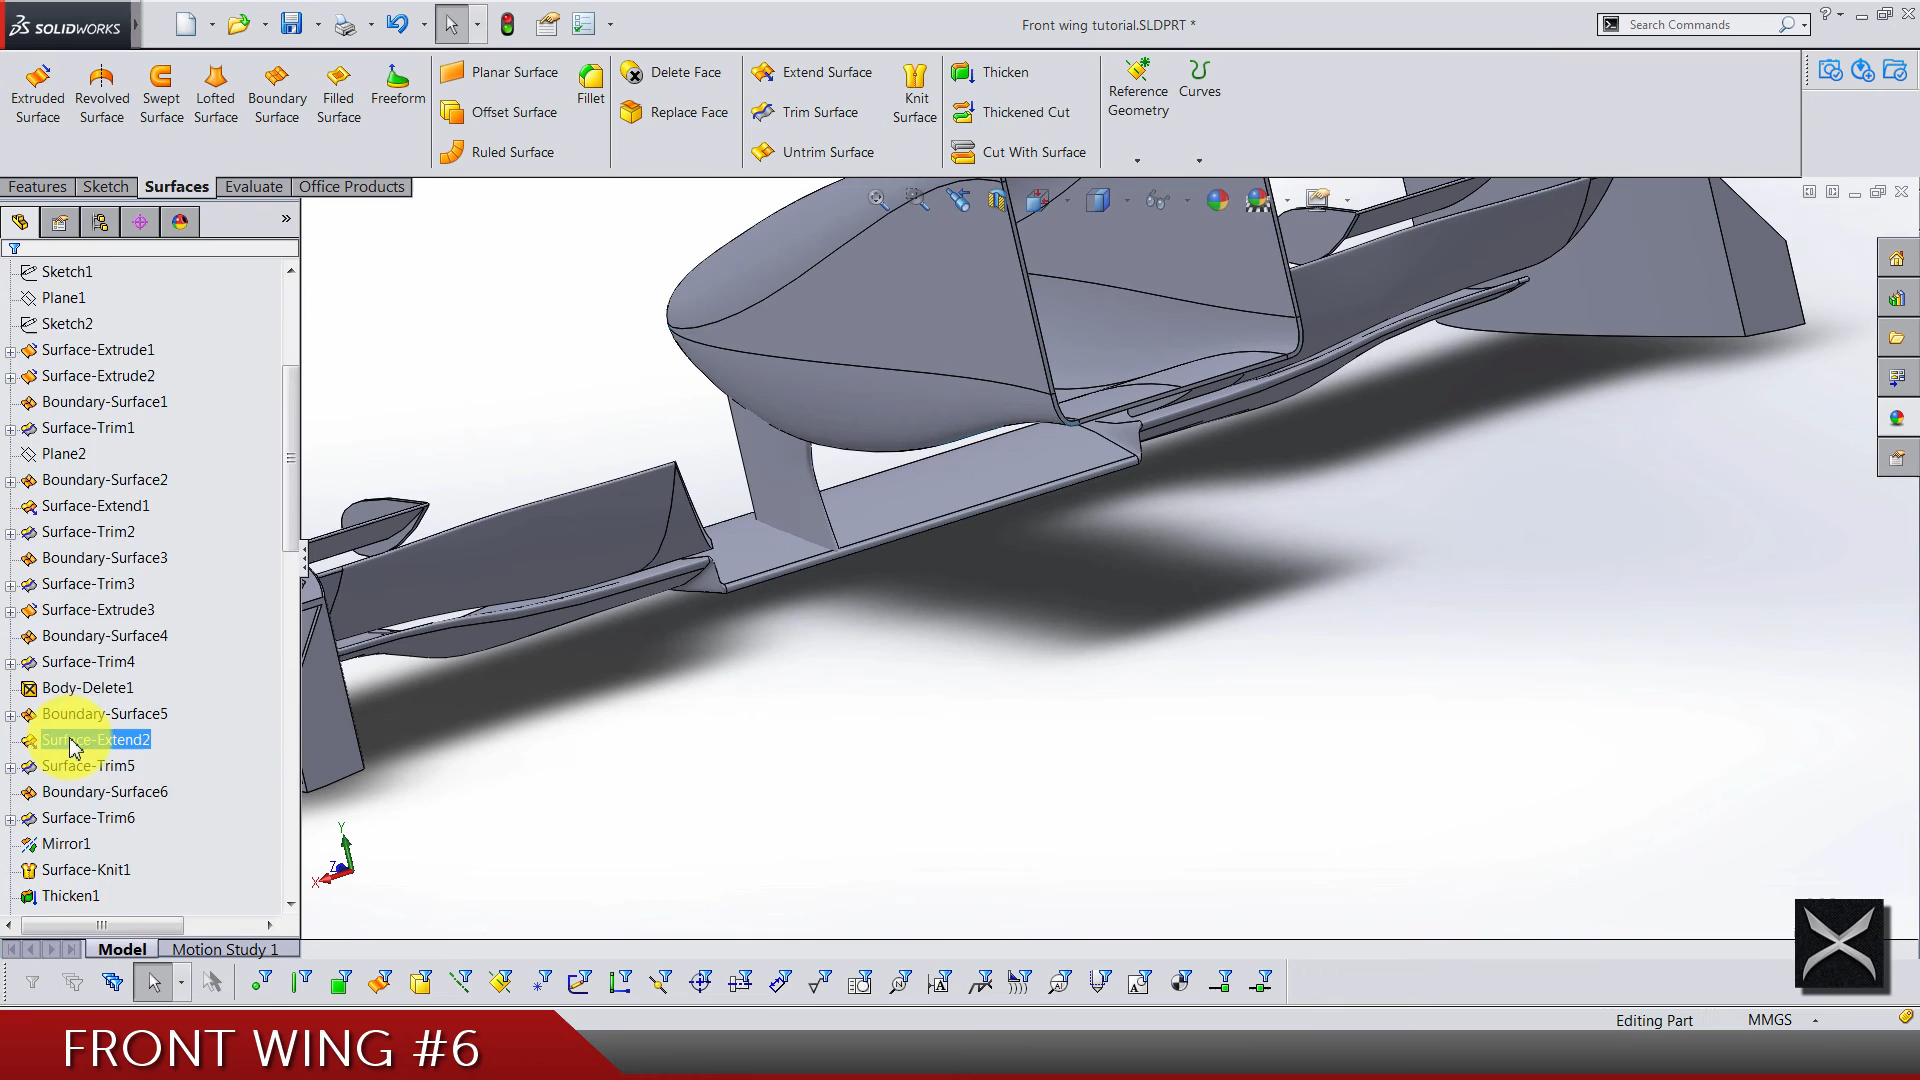 SOLIDWORKS
Front wing tutorial.SLDPRT *
Search Commands
Extruded Surface
Revolved Surface
Swept Surface
Lofted Surface
Boundary Surface
Filled Surface
Freeform
Planar Surface
Offset Surface
Ruled Surface
Fillet
Delete Face
Replace Face
Extend Surface
Trim Surface
Untrim Surface
Knit Surface
Thicken
Thickened Cut
Cut With Surface
Reference Geometry
Curves
Features
Sketch
Surfaces
Evaluate
Office Products
Sketch1
Plane1
Sketch2
Surface-Extrude1
Surface-Extrude2
Boundary-Surface1
Surface-Trim1
Plane2
Boundary-Surface2
Surface-Extend1
Surface-Trim2
Boundary-Surface3
Surface-Trim3
Surface-Extrude3
Boundary-Surface4
Surface-Trim4
Body-Delete1
Boundary-Surface5
Surface-Extend2
Surface-Trim5
Boundary-Surface6
Surface-Trim6
Mirror1
Surface-Knit1
Thicken1
Y
Z
X
Model
Motion Study 1
Editing Part
MMGS
FRONT WING #6